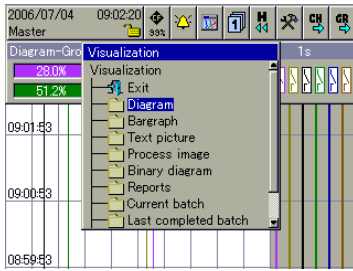 2006/07/04 09:02:20
Master
93%
1
H
CH
GR
Diagram-Gro
Visualization
1s
28.0%
51.2%
Visualization
Exit
Diagram
Bargraph
Text picture
Process image
Binary diagram
Reports
Current batch
Last completed batch
09:01:53
09:00:53
08:59:53